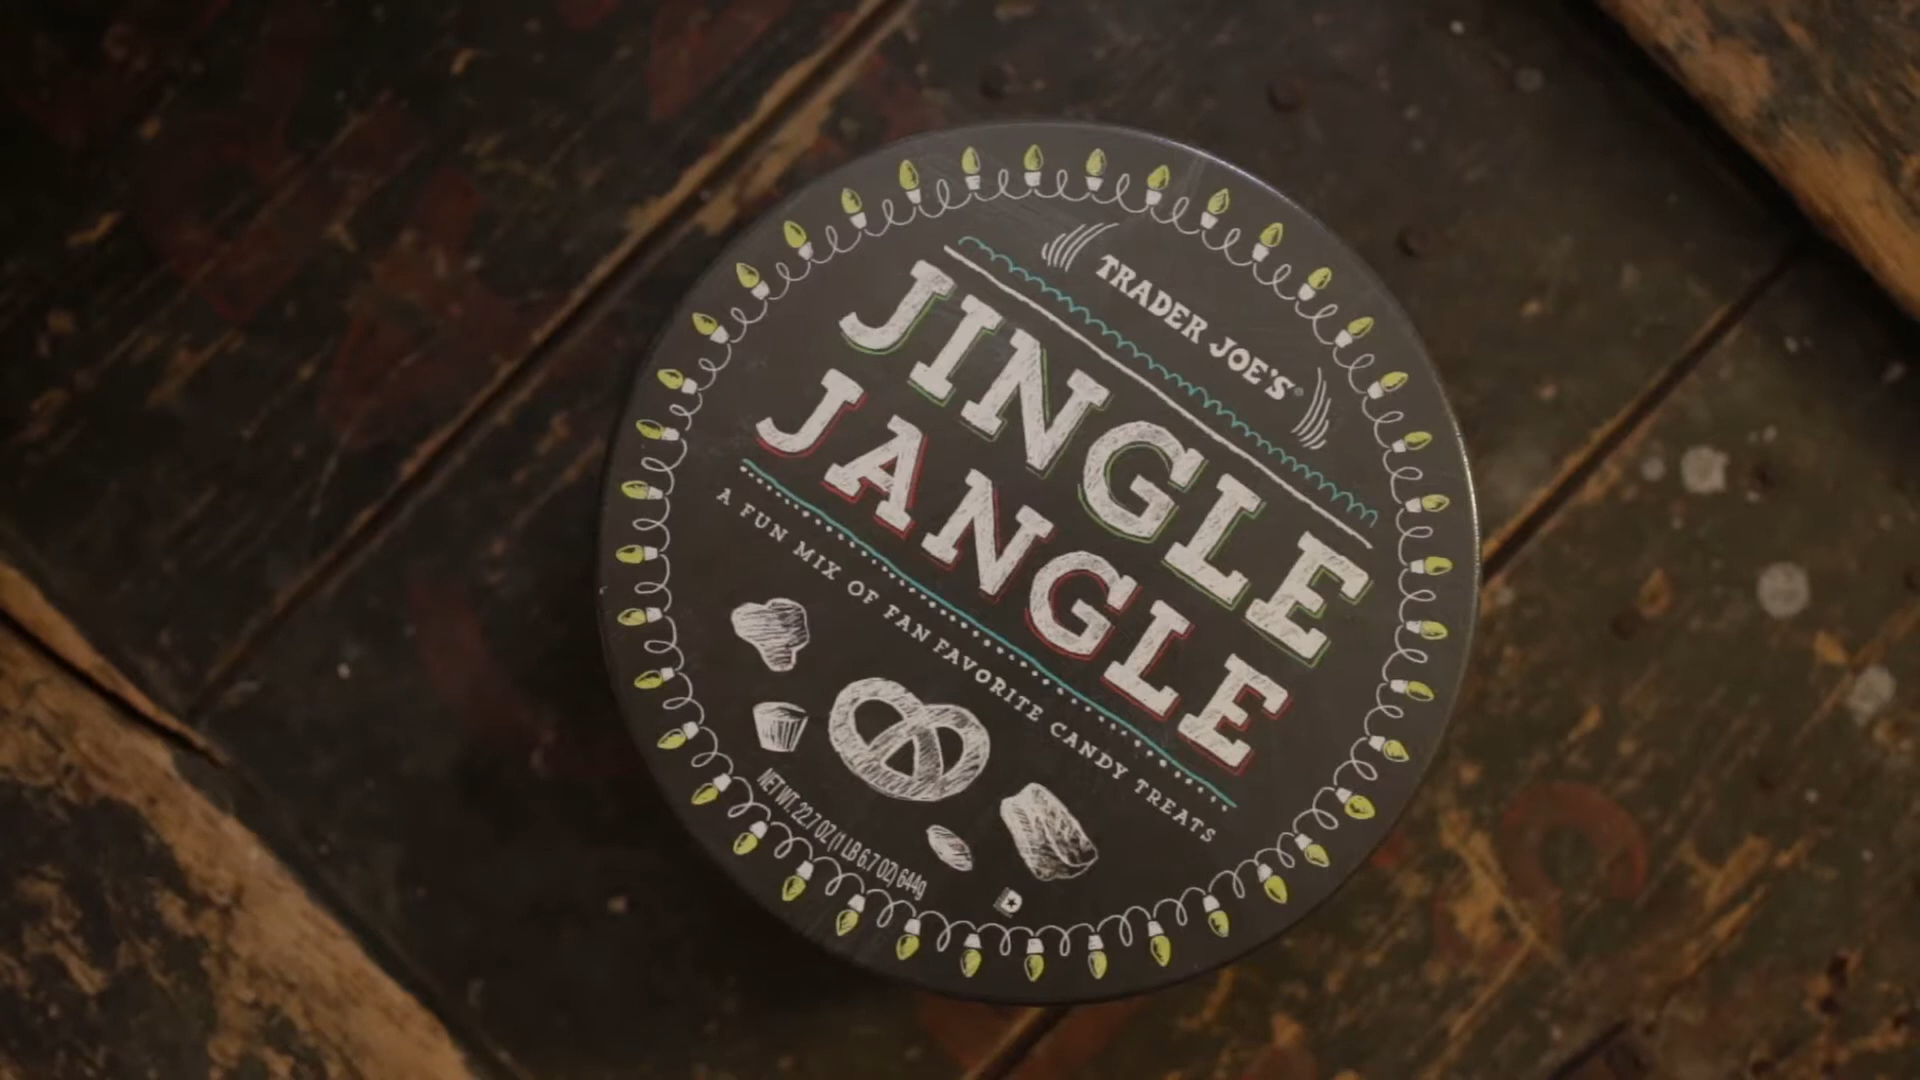 TRADER JOE'S®
JINGLE
JANGLE
A FUN MIX OF FAN FAVORITE CANDY TREATS
NET WT. 22.7 OZ (1 LB 6.7 OZ) 644g
D